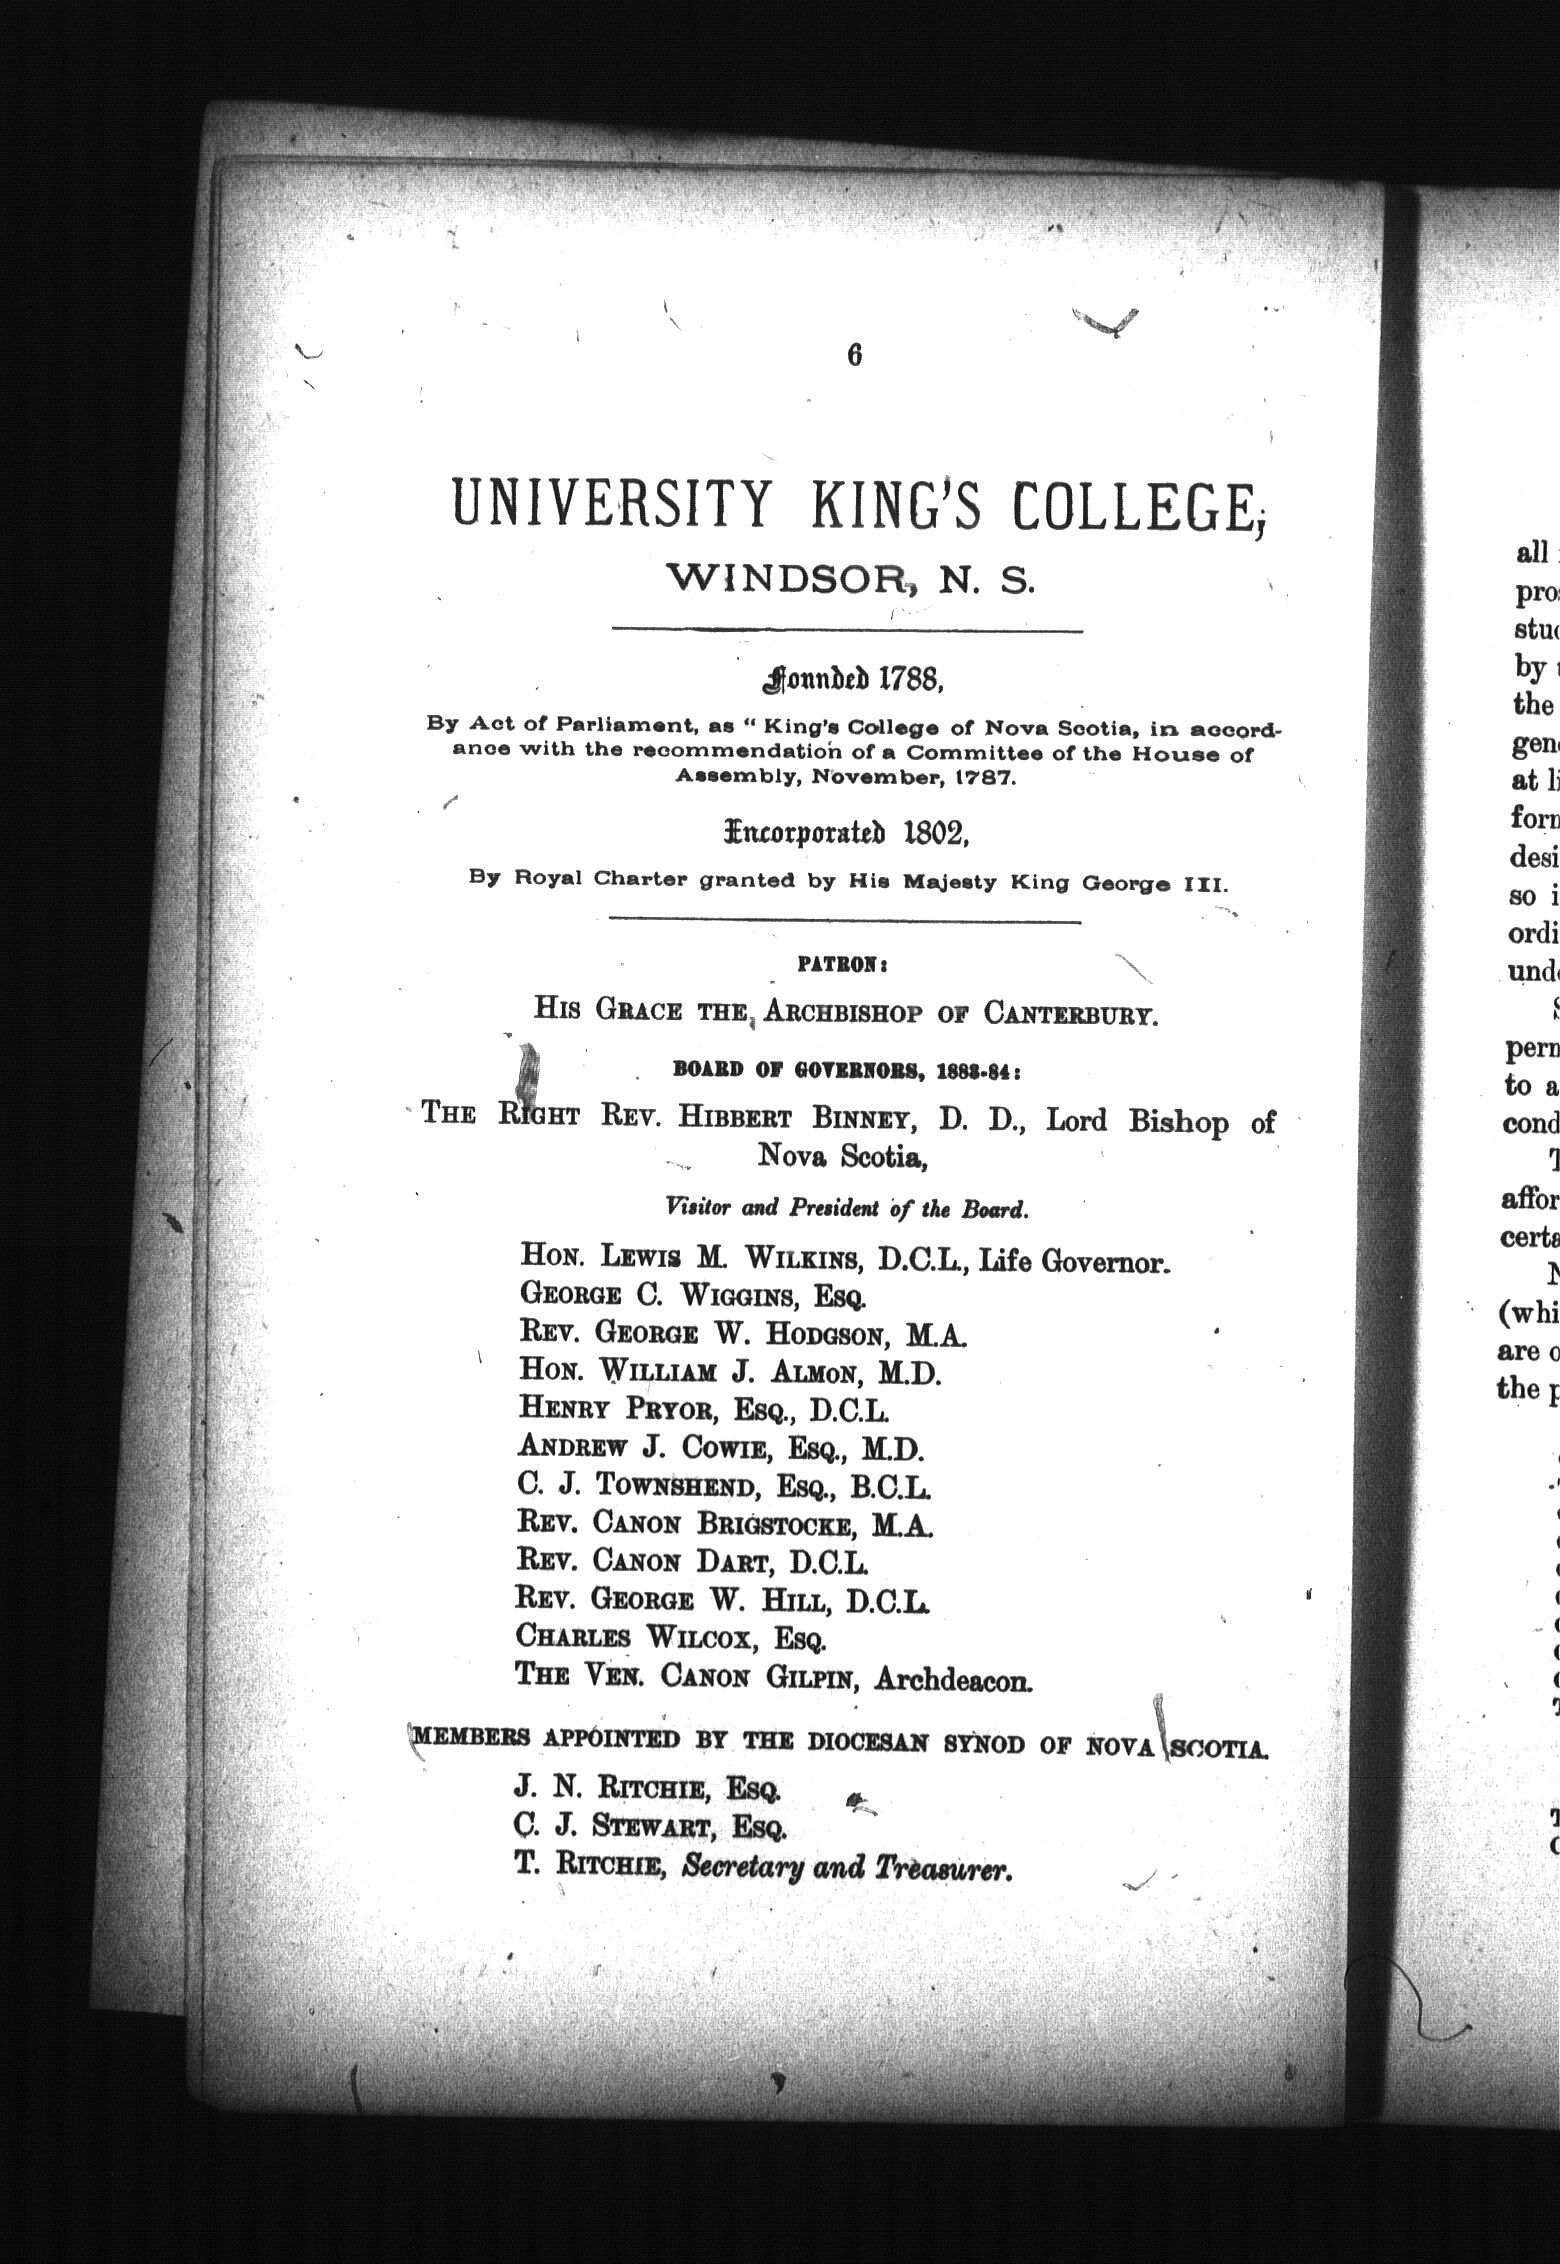 6
UNIVERSITY KING'S COLLEGE,
WINDSOR, N. S.
Founded 1788,
By Act of Parliament, as " King's College of Nova Scotia, in accord-
ance with the recommendation of a Committee of the House of
Assembly, November, 1787.
Incorporated 1802,
By Royal Charter granted by His Majesty King George III.
PATRON:
HIS GRACE THE ARCHBISHOP OF CANTERBURY.
BOARD OF GOVERNORS, 1883-84:
THE RIGHT REV. HIBBERT BINNEY, D. D., Lord Bishop of
Nova Scotia,
Visitor and President of the Board.
HON. LEWIS M. WILKINS, D.C.L., Life Governor.
GEORGE C. WIGGINS, ESQ.
REV. GEORGE W. HODGSON, M.A.
HON. WILLIAM J. ALMON, M.D.
HENRY PRYOR, ESQ., D.C.L.
ANDREW J. COWIE, ESQ., M.D.
C. J. TOWNSHEND, ESQ., B.C.L.
REV. CANON BRIGSTOCKE, M.A.
REV. CANON DART, D.C.L.
REV. GEORGE W. HILL, D.C.L.
CHARLES WILCOX, ESQ.
THE VEN. CANON GILPIN, Archdeacon.
MEMBERS APPOINTED BY THE DIOCESAN SYNOD OF NOVA SCOTIA.
J. N. RITCHIE, ESQ.
C. J. STEWART, ESQ.
T. RITCHIE, Secretary and Treasurer.
all
by
the
at
so
to a
(whi
are o
the p